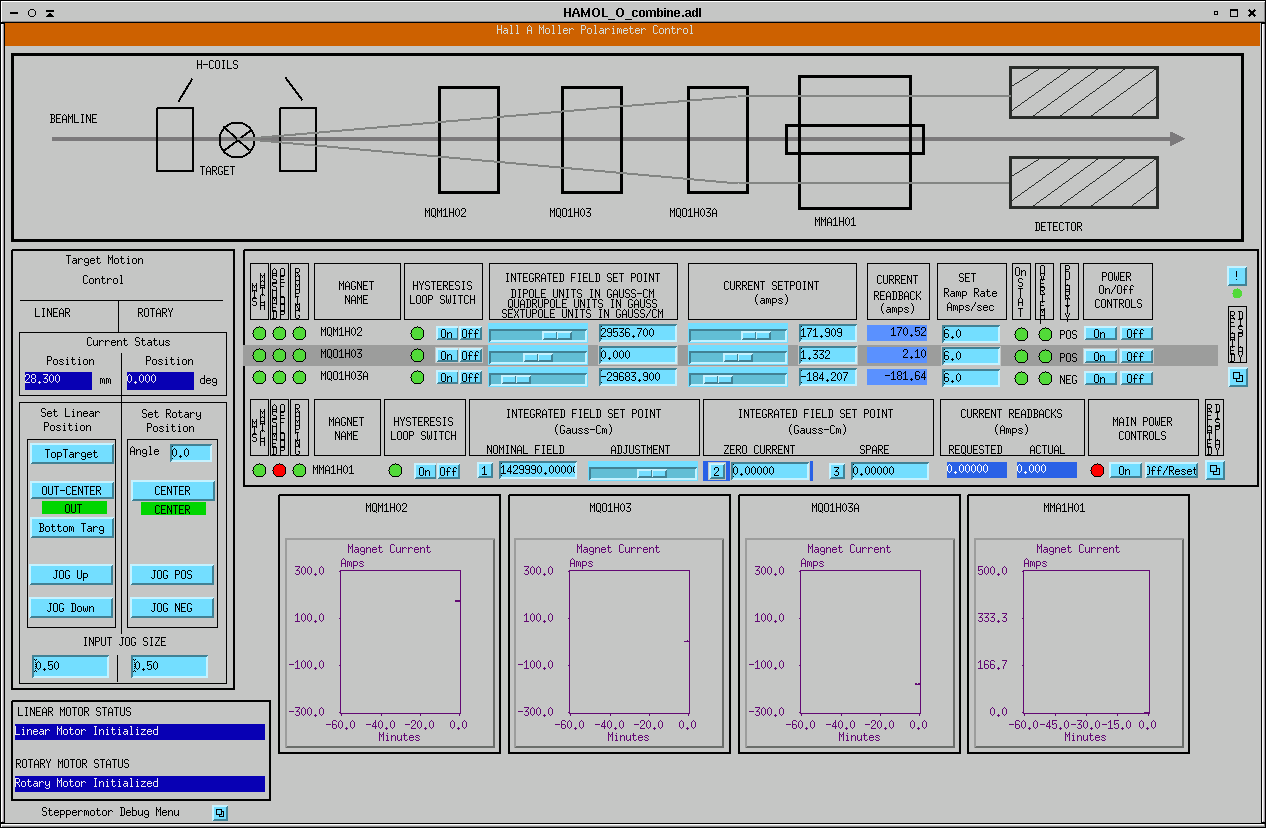 HAMOL_O_combine.adl
Hall A Moller Polarimeter Control
H-COILS
BEAMLINE
TARGET
MQM1H02
MQO1H03
MQO1H03A
MMA1H01
DETECTOR
Target Motion
Control
LINEAR
ROTARY
Current Status
Position
Position
28.300
mm
0.000
deg
Set Linear
Position
Set Rotary
Position
TopTarget
Angle
0.0
OUT-CENTER
CENTER
OUT
CENTER
Bottom Targ
JOG Up
JOG POS
JOG Down
JOG NEG
INPUT JOG SIZE
0.50
0.50
LINEAR MOTOR STATUS
Linear Motor Initialized
ROTARY MOTOR STATUS
Rotary Motor Initialized
Steppermotor Debug Menu
RAMPING
MAGNET
NAME
HYSTERESIS
LOOP SWITCH
INTEGRATED FIELD SET POINT
DIPOLE UNITS IN GAUSS-CM
QUADRUPOLE UNITS IN GAUSS
SEXTUPOLE UNITS IN GAUSS/CM
CURRENT SETPOINT
(amps)
CURRENT
READBACK
(amps)
SET
Ramp Rate
Amps/sec
POWER
On/Off
CONTROLS
!
MQM1H02
On
Off
29536.700
171.909
170.52
6.0
POS
On
Off
MQO1H03
On
Off
0.000
1.332
2.10
6.0
POS
On
Off
MQO1H03A
On
Off
-29683.900
-184.207
-181.64
6.0
NEG
On
Off
RAMPING
MAGNET
NAME
HYSTERESIS
LOOP SWITCH
INTEGRATED FIELD SET POINT
(Gauss-Cm)
NOMINAL FIELD
ADJUSTMENT
INTEGRATED FIELD SET POINT
(Gauss-Cm)
ZERO CURRENT
SPARE
CURRENT READBACKS
(Amps)
REQUESTED
ACTUAL
MAIN POWER
CONTROLS
MMA1H01
On
Off
1
1429990.0000
2
0.00000
3
0.00000
0.00000
0.000
On
Off/Reset
MQM1H02
Magnet Current
Amps
300.0
100.0
-100.0
-300.0
-60.0
-40.0
-20.0
0.0
Minutes
MQO1H03
Magnet Current
Amps
300.0
100.0
-100.0
-300.0
-60.0
-40.0
-20.0
0.0
Minutes
MQO1H03A
Magnet Current
Amps
300.0
100.0
-100.0
-300.0
-60.0
-40.0
-20.0
0.0
Minutes
MMA1H01
Magnet Current
Amps
500.0
333.3
166.7
0.0
-60.0
-45.0
-30.0
-15.0
0.0
Minutes